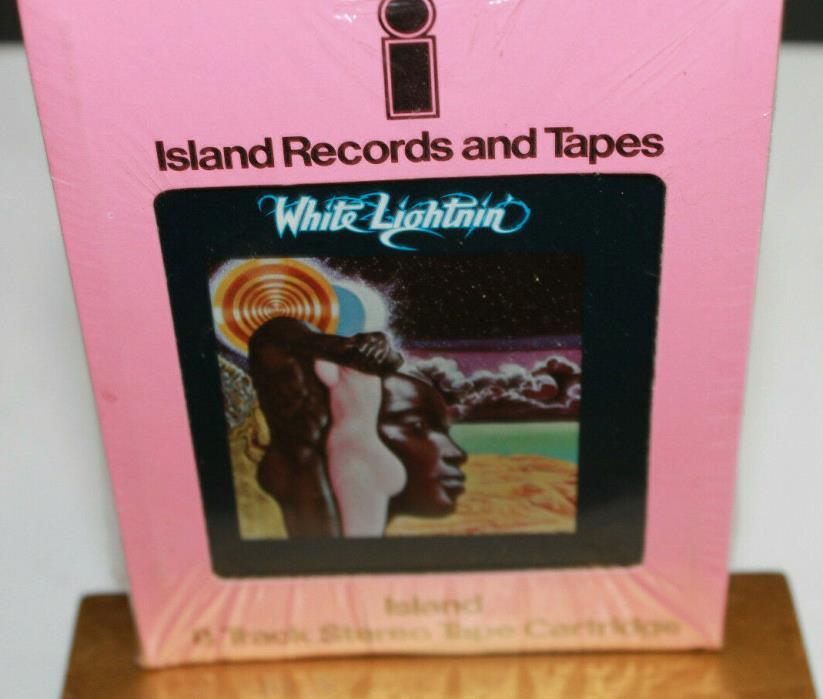 i
Island Records and Tapes
White Lightnin'
Island
8 Track Stereo Tape Cartridge